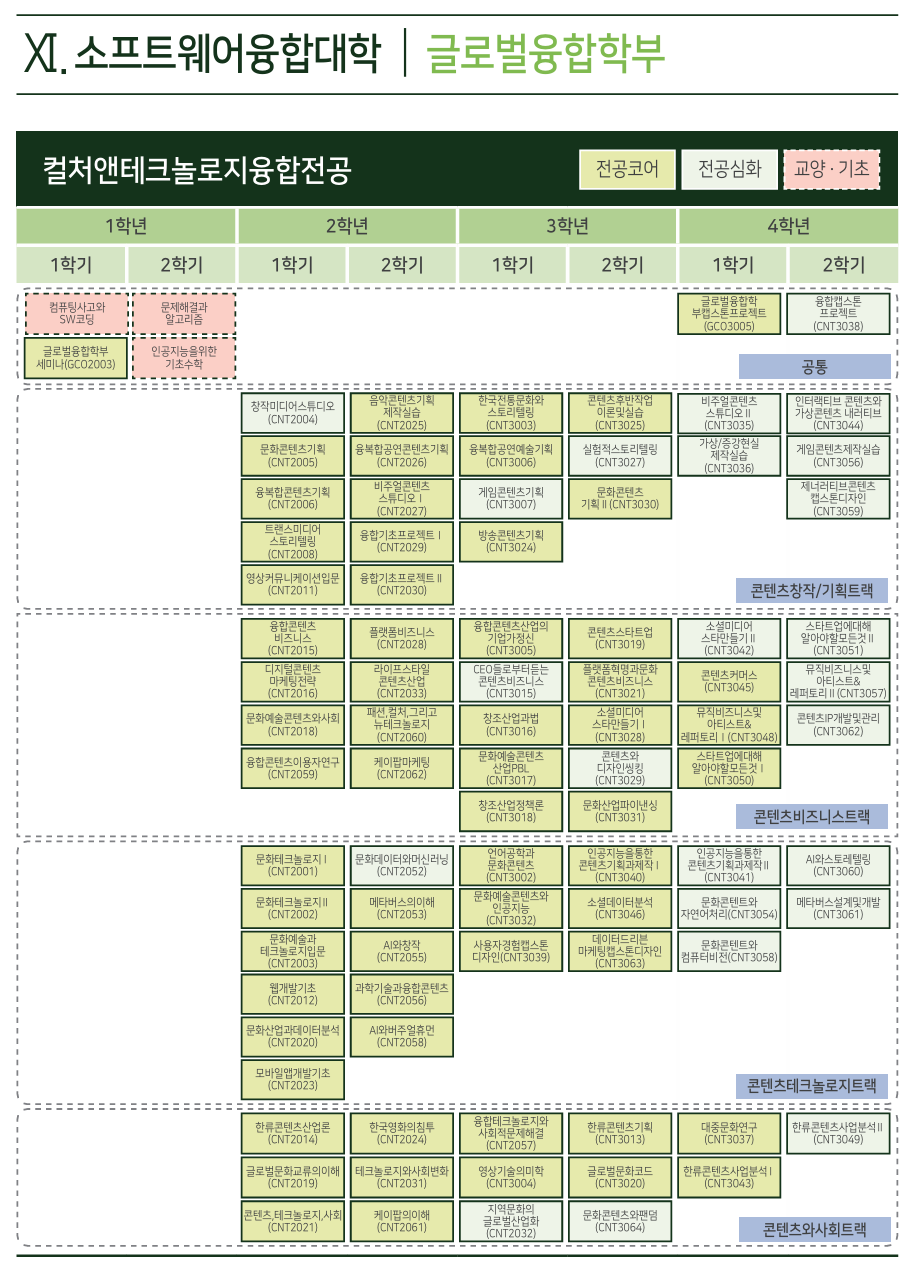 XI. 소프트웨어융합대학 | 글로벌융합학부
컬처앤테크놀로지융합전공
전공코어
전공심화
교양 · 기초
1학년
2학년
3학년
4학년
1학기
2학기
1학기
2학기
1학기
2학기
1학기
2학기
컴퓨팅사고와
SW코딩
문제해결과
알고리즘
글로벌융합학
부캡스톤프로젝트
(GCO3005)
융합캡스톤
프로젝트
(CNT3038)
글로벌융합학부
세미나(GCO2003)
인공지능을위한
기초수학
공통
창작미디어스튜디오
(CNT2004)
음악콘텐츠기획
제작실습
(CNT2025)
한국전통문화와
스토리텔링
(CNT3003)
콘텐츠후반작업
이론및실습
(CNT3025)
비주얼콘텐츠
스튜디오 II
(CNT3035)
인터랙티브 콘텐츠와
가상콘텐츠 내러티브
(CNT3044)
문화콘텐츠기획
(CNT2005)
융복합공연콘텐츠기획
(CNT2026)
융복합공연예술기획
(CNT3006)
실험적스토리텔링
(CNT3027)
가상/증강현실
제작실습
(CNT3036)
게임콘텐츠제작실습
(CNT3056)
융복합콘텐츠기획
(CNT2006)
비주얼콘텐츠
스튜디오 I
(CNT2027)
게임콘텐츠기획
(CNT3007)
문화콘텐츠
기획 II (CNT3030)
제너러티브콘텐츠
캡스톤디자인
(CNT3059)
트랜스미디어
스토리텔링
(CNT2008)
융합기초프로젝트 I
(CNT2029)
방송콘텐츠기획
(CNT3024)
영상커뮤니케이션입문
(CNT2011)
융합기초프로젝트 II
(CNT2030)
콘텐츠창작/기획트랙
융합콘텐츠
비즈니스
(CNT2015)
플랫폼비즈니스
(CNT2028)
융합콘텐츠산업의
기업가정신
(CNT3005)
콘텐츠스타트업
(CNT3019)
소셜미디어
스타만들기 II
(CNT3042)
스타트업에대해
알아야할모든것 II
(CNT3051)
디지털콘텐츠
마케팅전략
(CNT2016)
라이프스타일
콘텐츠산업
(CNT2033)
CEO들로부터듣는
콘텐츠비즈니스
(CNT3015)
플랫폼혁명과문화
콘텐츠비즈니스
(CNT3021)
콘텐츠커머스
(CNT3045)
뮤직비즈니스및
아티스트&
레퍼토리 II (CNT3057)
문화예술콘텐츠와사회
(CNT2018)
패션,컬처,그리고
뉴테크놀로지
(CNT2060)
창조산업과법
(CNT3016)
소셜미디어
스타만들기 I
(CNT3028)
뮤직비즈니스및
아티스트&
레퍼토리 I (CNT3048)
콘텐츠IP개발및관리
(CNT3062)
융합콘텐츠이용자연구
(CNT2059)
케이팝마케팅
(CNT2062)
문화예술콘텐츠
산업PBL
(CNT3017)
콘텐츠와
디자인씽킹
(CNT3029)
스타트업에대해
알아야할모든것 I
(CNT3050)
창조산업정책론
(CNT3018)
문화산업파이낸싱
(CNT3031)
콘텐츠비즈니스트랙
문화테크놀로지 I
(CNT2001)
문화데이터와머신러닝
(CNT2052)
언어공학과
문화콘텐츠
(CNT3002)
인공지능을통한
콘텐츠기획과제작 I
(CNT3040)
인공지능을통한
콘텐츠기획과제작 II
(CNT3041)
AI와스토레텔링
(CNT3060)
문화테크놀로지 II
(CNT2002)
메타버스의이해
(CNT2053)
문화예술콘텐츠와
인공지능
(CNT3032)
소셜데이터분석
(CNT3046)
문화콘텐트와
자연어처리(CNT3054)
메타버스설계및개발
(CNT3061)
문화예술과
테크놀로지입문
(CNT2003)
AI와창작
(CNT2055)
사용자경험캡스톤
디자인(CNT3039)
데이터드리븐
마케팅캡스톤디자인
(CNT3063)
문화콘텐트와
컴퓨터비전(CNT3058)
웹개발기초
(CNT2012)
과학기술과융합콘텐츠
(CNT2056)
문화산업과데이터분석
(CNT2020)
AI와버주얼휴먼
(CNT2058)
모바일앱개발기초
(CNT2023)
콘텐츠테크놀로지트랙
한류콘텐츠산업론
(CNT2014)
한국영화의침투
(CNT2024)
융합테크놀로지와
사회적문제해결
(CNT2057)
한류콘텐츠기획
(CNT3013)
대중문화연구
(CNT3037)
한류콘텐츠사업분석 II
(CNT3049)
글로벌문화교류의이해
(CNT2019)
테크놀로지와사회변화
(CNT2031)
영상기술의미학
(CNT3004)
글로벌문화코드
(CNT3020)
한류콘텐츠사업분석 I
(CNT3043)
콘텐츠,테크놀로지,사회
(CNT2021)
케이팝의이해
(CNT2061)
지역문화의
글로벌산업화
(CNT2032)
문화콘텐츠와팬덤
(CNT3064)
콘텐츠와사회트랙